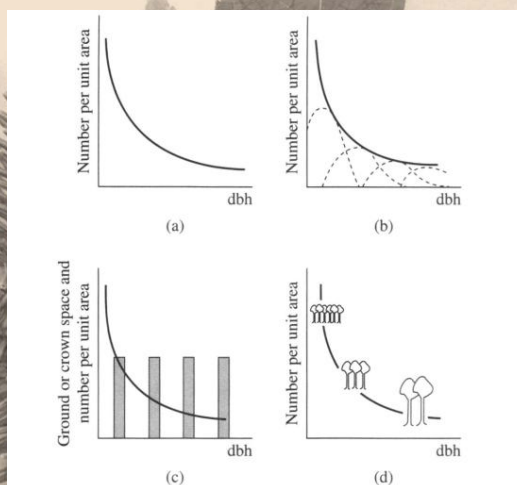 Number per unit area
dbh
(a)
Number per unit area
dbh
(b)
Ground or crown space and
number per unit area
dbh
(c)
Number per unit area
dbh
(d)